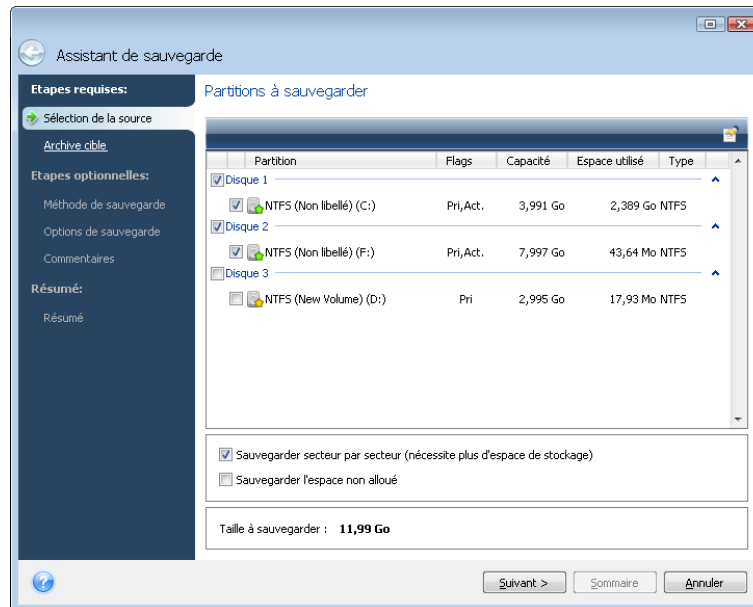 Assistant de sauvegarde
Etapes requises:
Sélection de la source
Archive cible
Etapes optionnelles:
Méthode de sauvegarde
Options de sauvegarde
Commentaires
Résumé:
Résumé
Partitions à sauvegarder
Partition Flags Capacité Espace utilisé Type
Disque 1
NTFS (Non libellé) (C:) Pri,Act. 3,991 Go 2,389 Go NTFS
Disque 2
NTFS (Non libellé) (F:) Pri,Act. 7,997 Go 43,64 Mo NTFS
Disque 3
NTFS (New Volume) (D:) Pri 2,995 Go 17,93 Mo NTFS
Sauvegarder secteur par secteur (nécessite plus d'espace de stockage)
Sauvegarder l'espace non alloué
Taille à sauvegarder : 11,99 Go
Suivant > Sommaire Annuler